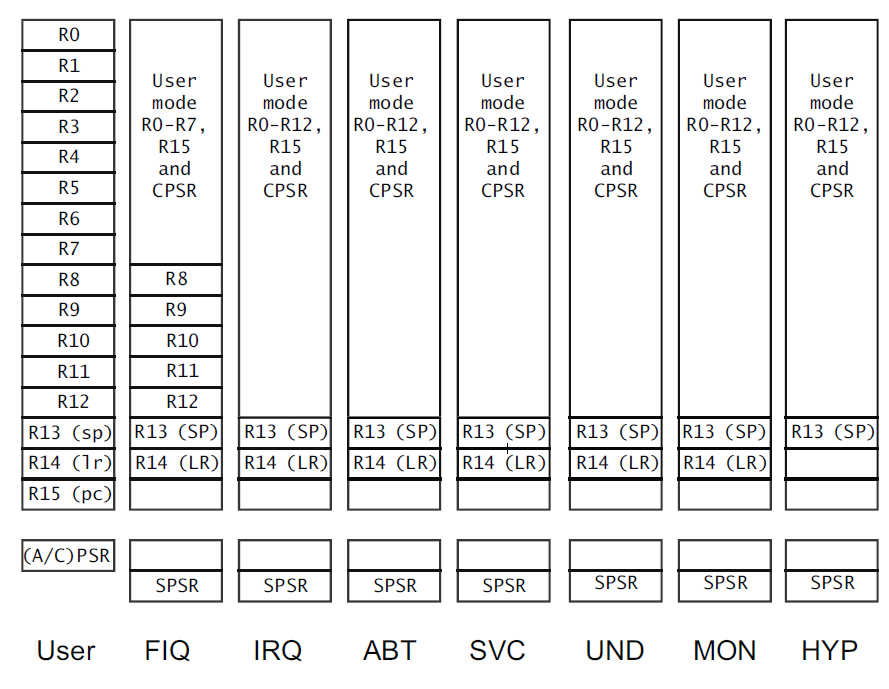 R0
R1
R2
R3
R4
R5
R6
R7
R8
R9
R10
R11
R12
R13 (sp)
R14 (lr)
R15 (pc)
(A/C)PSR
User
User
mode
R0-R7,
R15
and
CPSR
R8
R9
R10
R11
R12
R13 (SP)
R14 (LR)
SPSR
FIQ
User
mode
R0-R12,
R15
and
CPSR
R13 (SP)
R14 (LR)
SPSR
IRQ
User
mode
R0-R12,
R15
and
CPSR
R13 (SP)
R14 (LR)
SPSR
ABT
User
mode
R0-R12,
R15
and
CPSR
R13 (SP)
R14 (LR)
SPSR
SVC
User
mode
R0-R12,
R15
and
CPSR
R13 (SP)
R14 (LR)
SPSR
UND
User
mode
R0-R12,
R15
and
CPSR
R13 (SP)
R14 (LR)
SPSR
MON
User
mode
R0-R12,
R15
and
CPSR
R13 (SP)
SPSR
HYP